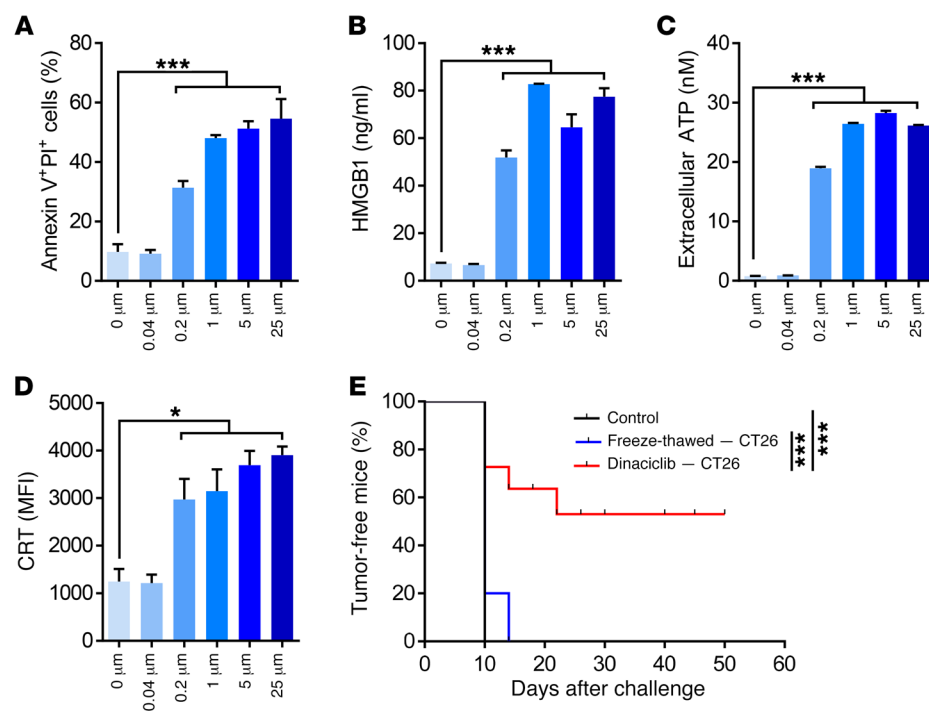 A
Annexin V⁺PI⁺ cells (%)
80
60
40
20
0
***
0 µm
0.04 µm
0.2 µm
1 µm
5 µm
25 µm
B
HMGB1 (ng/ml)
100
80
60
40
20
0
***
0 µm
0.04 µm
0.2 µm
1 µm
5 µm
25 µm
C
Extracellular ATP (nM)
40
30
20
10
0
***
0 µm
0.04 µm
0.2 µm
1 µm
5 µm
25 µm
D
CRT (MFI)
5000
4000
3000
2000
1000
0
*
0 µm
0.04 µm
0.2 µm
1 µm
5 µm
25 µm
E
Tumor-free mice (%)
100
80
60
40
20
0
Control
Freeze-thawed — CT26
Dinaciclib — CT26
***
***
0 10 20 30 40 50 60
Days after challenge